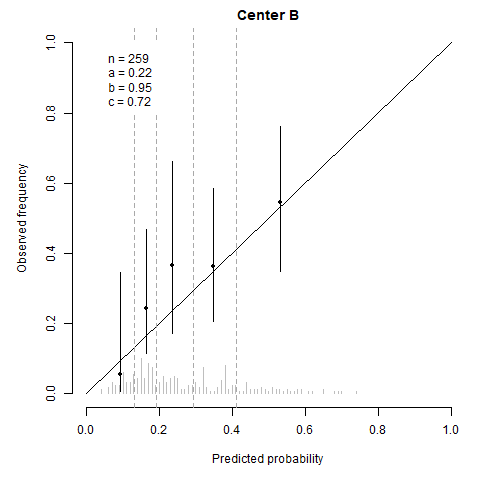 Center B
n = 259
a = 0.22
b = 0.95
c = 0.72
Observed frequency
1.0
0.8
0.6
0.4
0.2
0.0
0.0 0.2 0.4 0.6 0.8 1.0
Predicted probability